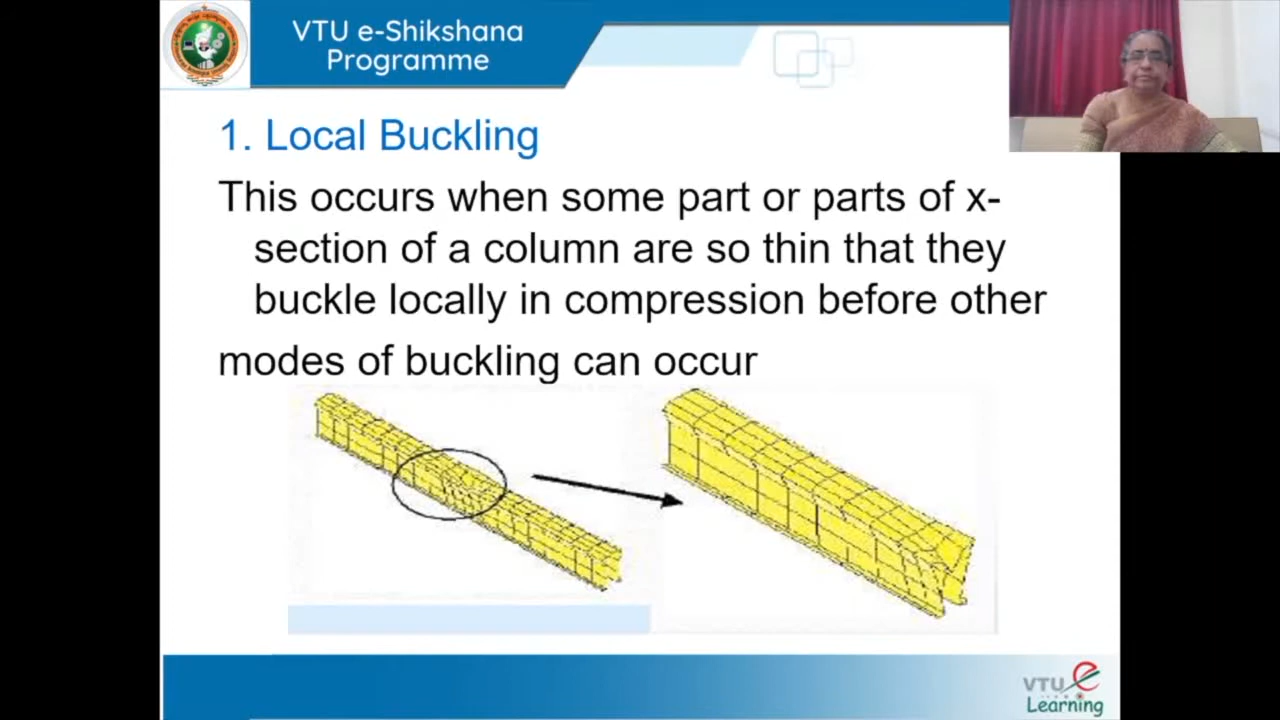 VTU e-Shikshana
Programme
1. Local Buckling
This occurs when some part or parts of x-
section of a column are so thin that they
buckle locally in compression before other
modes of buckling can occur
VTU e
Learning